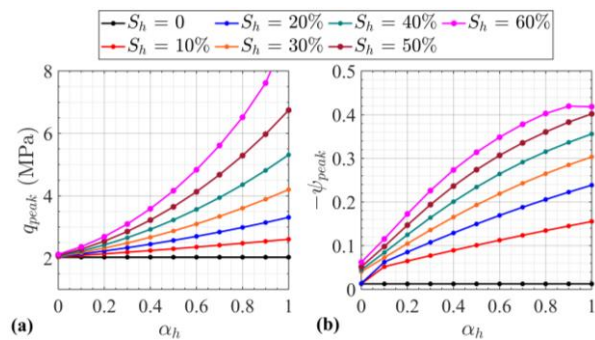 S_h = 0 S_h = 20% S_h = 40% S_h = 60%
S_h = 10% S_h = 30% S_h = 50%
8
6
4
2
0
q_peak (MPa)
0 0.2 0.4 0.6 0.8 1
(a) α_h
0.5
0.4
0.3
0.2
0.1
0
−ψ_peak
0 0.2 0.4 0.6 0.8 1
(b) α_h